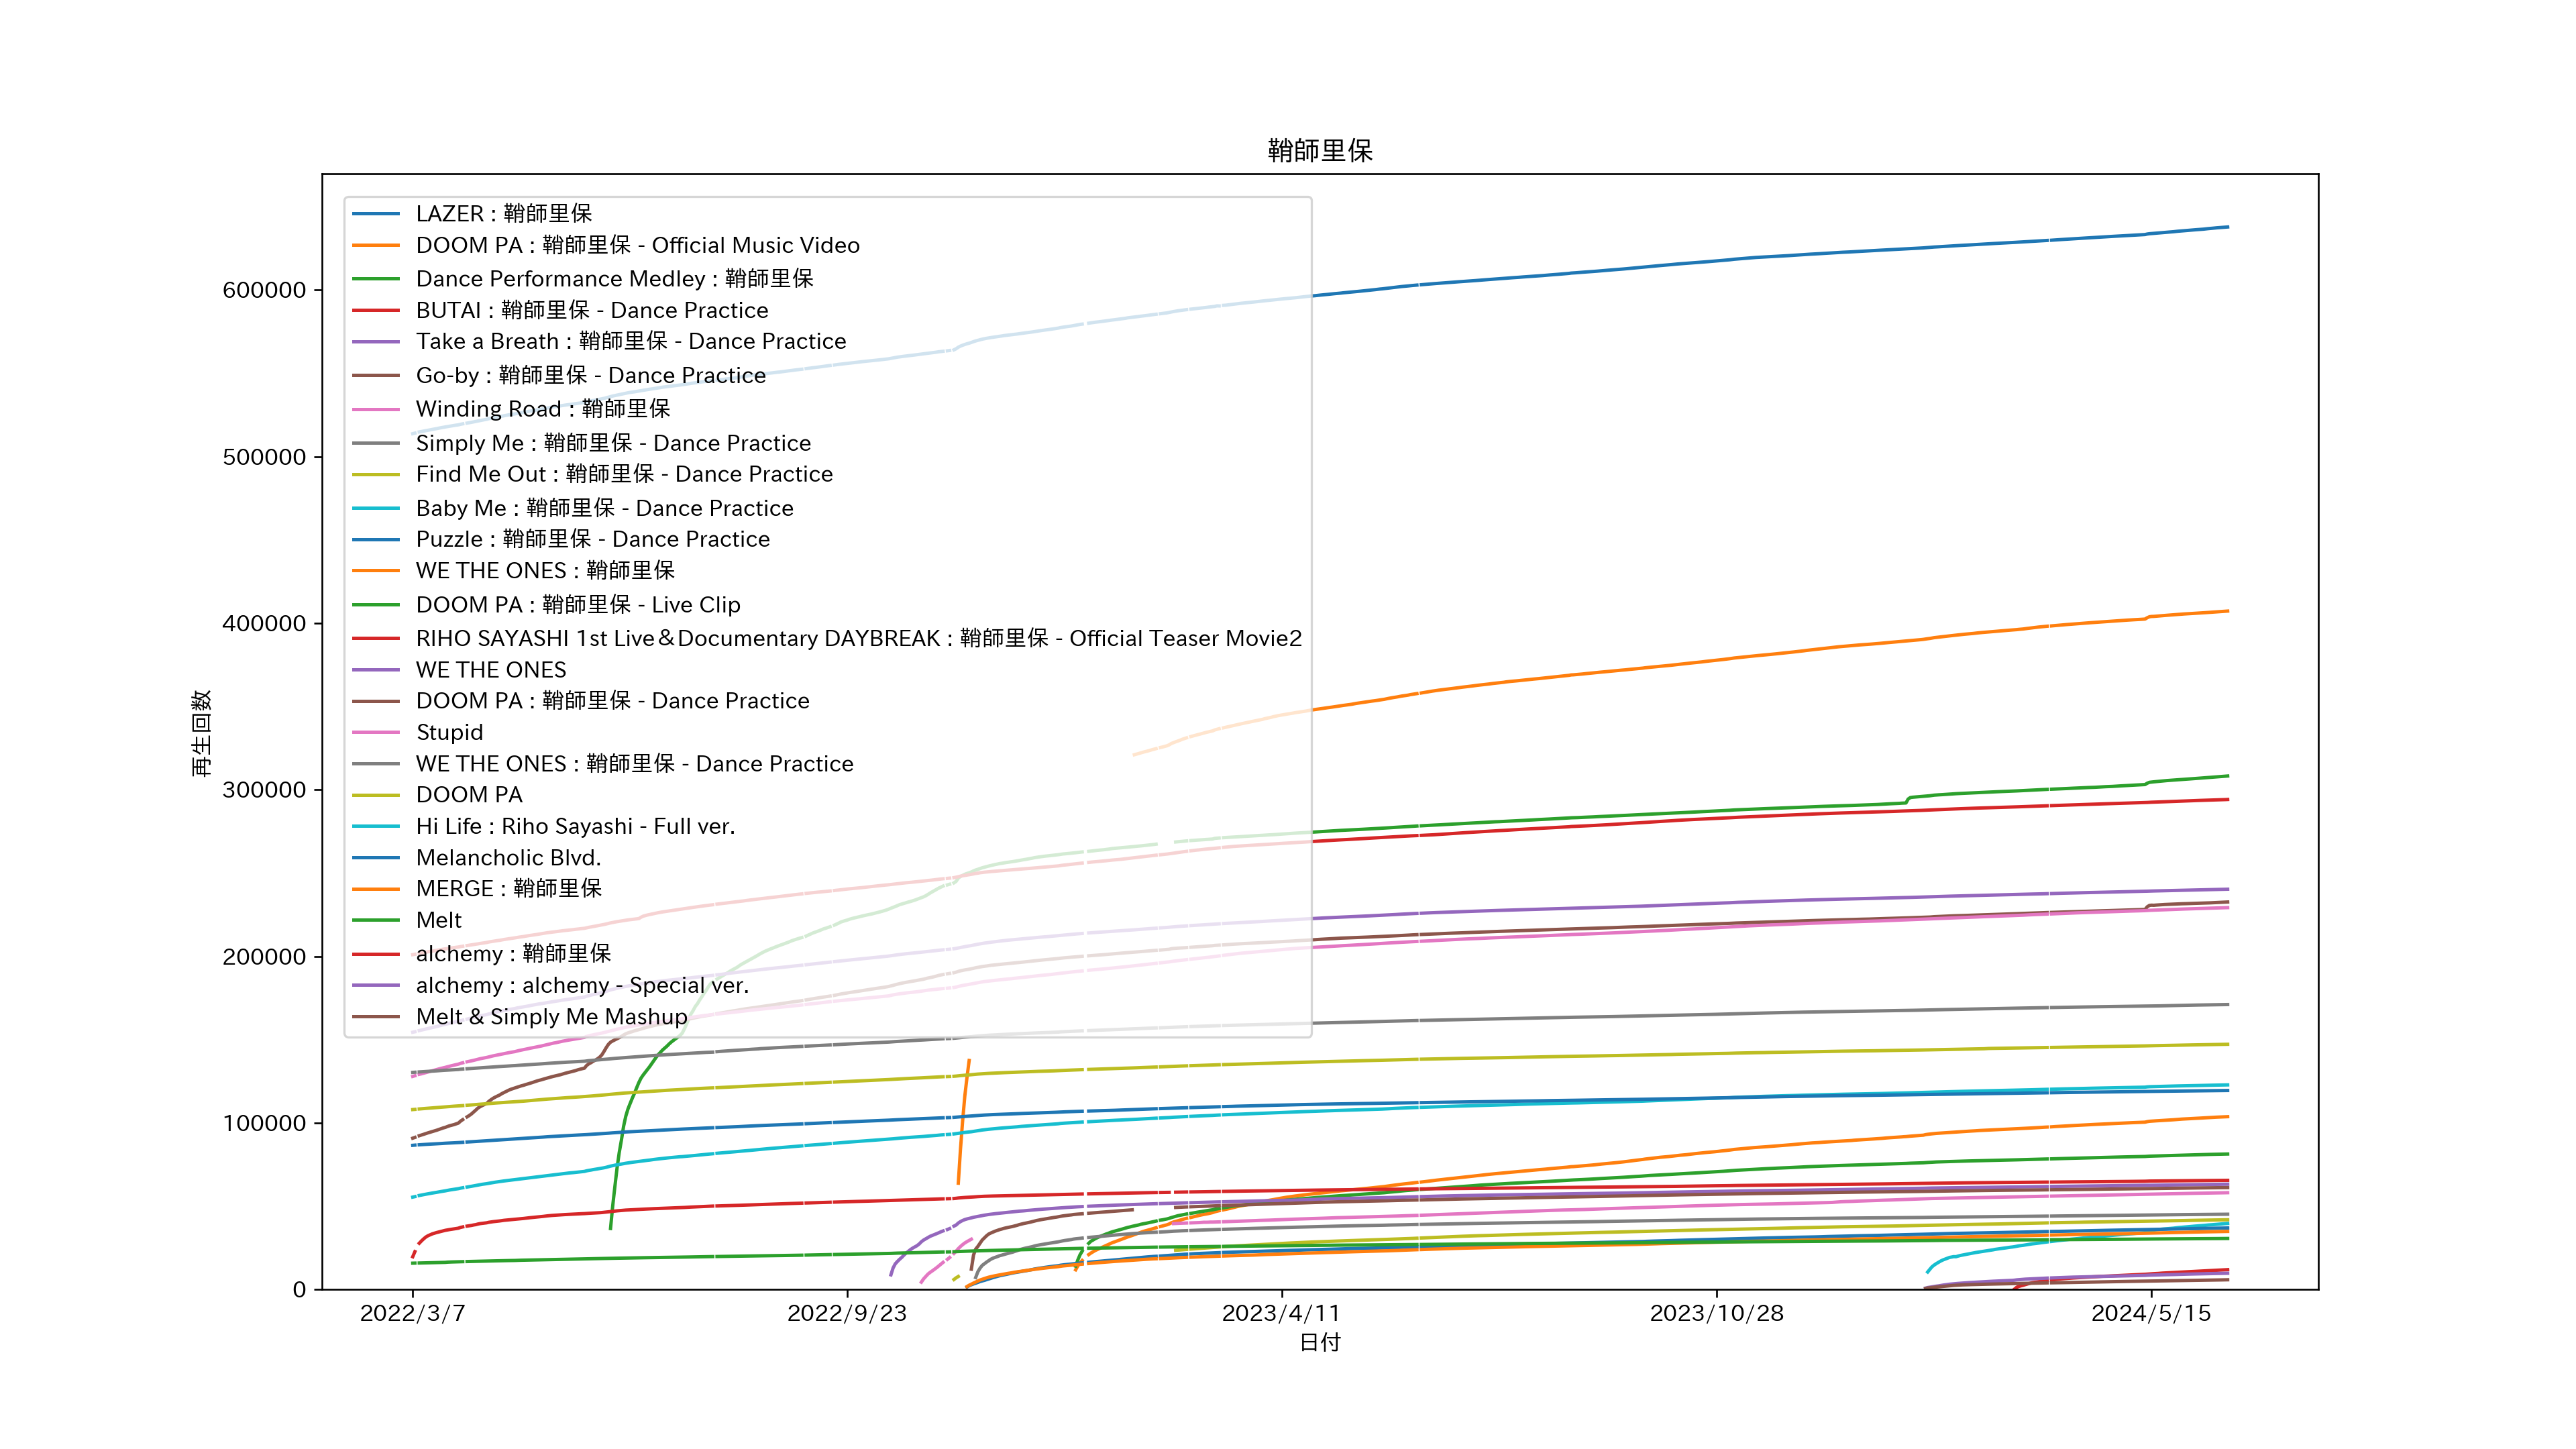 鞘師里保
LAZER : 鞘師里保
DOOM PA : 鞘師里保 - Official Music Video
Dance Performance Medley : 鞘師里保
BUTAI : 鞘師里保 - Dance Practice
Take a Breath : 鞘師里保 - Dance Practice
Go-by : 鞘師里保 - Dance Practice
Winding Road : 鞘師里保
Simply Me : 鞘師里保 - Dance Practice
Find Me Out : 鞘師里保 - Dance Practice
Baby Me : 鞘師里保 - Dance Practice
Puzzle : 鞘師里保 - Dance Practice
WE THE ONES : 鞘師里保
DOOM PA : 鞘師里保 - Live Clip
RIHO SAYASHI 1st Live＆Documentary DAYBREAK : 鞘師里保 - Official Teaser Movie2
WE THE ONES
DOOM PA : 鞘師里保 - Dance Practice
Stupid
WE THE ONES : 鞘師里保 - Dance Practice
DOOM PA
Hi Life : Riho Sayashi - Full ver.
Melancholic Blvd.
MERGE : 鞘師里保
Melt
alchemy : 鞘師里保
alchemy : alchemy - Special ver.
Melt & Simply Me Mashup
600000
500000
400000
300000
200000
100000
0
再生回数
2022/3/7
2022/9/23
2023/4/11
2023/10/28
2024/5/15
日付